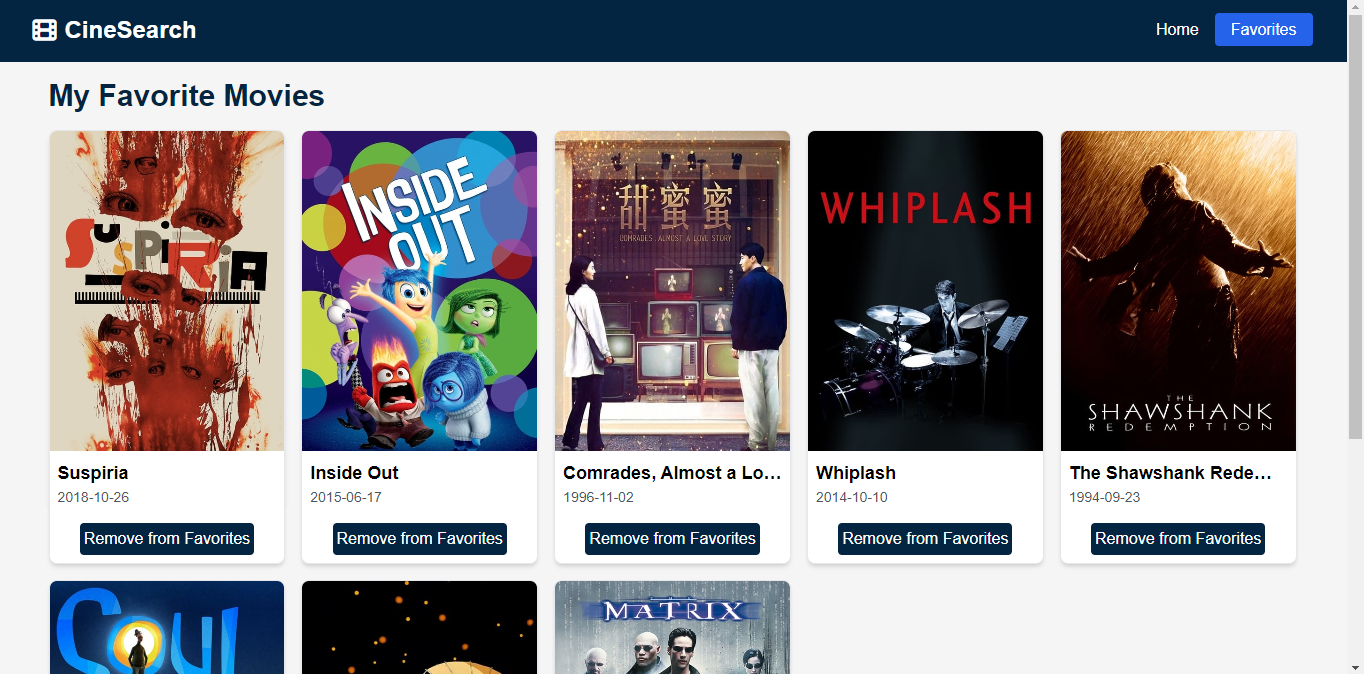 CineSearch
Home
Favorites
My Favorite Movies
SUSPiRiA
INSIDE
OUT
甜蜜蜜
COMRADES, ALMOST A LOVE STORY
WHIPLASH
THE
SHAWSHANK
REDEMPTION
Suspiria
2018-10-26
Remove from Favorites
Inside Out
2015-06-17
Remove from Favorites
Comrades, Almost a Lo...
1996-11-02
Remove from Favorites
Whiplash
2014-10-10
Remove from Favorites
The Shawshank Rede...
1994-09-23
Remove from Favorites
Soul
MATRIX